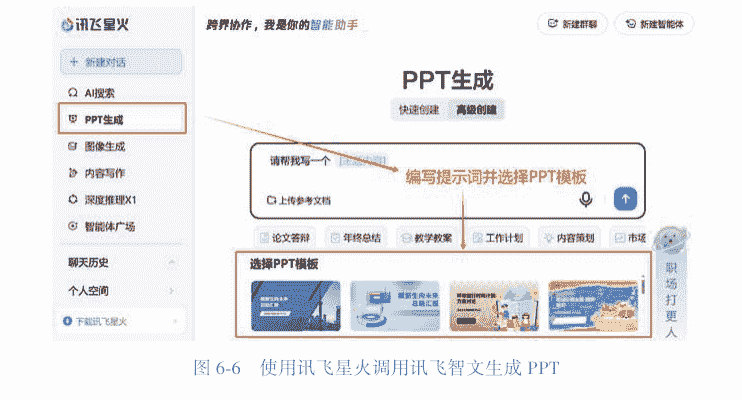 讯飞星火
跨界协作，我是你的智能助手
新建群聊
新建智能体
+ 新建对话
AI搜索
PPT生成
图像生成
内容写作
深度推理X1
智能体广场
聊天历史
个人空间
下载讯飞星火
PPT生成
快速创建 高级创建
请帮我写一个
编写提示词并选择PPT模板
上传参考文档
论文答辩 年终总结 教学教案 工作计划 内容策划 市场
选择PPT模板
职场打更人
图 6-6 使用讯飞星火调用讯飞智文生成 PPT